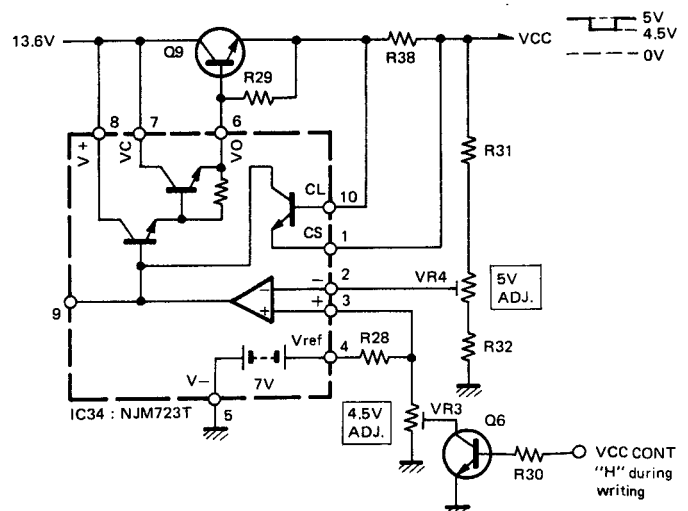 13.6V
Q9
R29
R38
VCC
5V
4.5V
0V
8
7
6
V+
VC
VO
R31
CL
10
CS
1
−
2
VR4
5V
ADJ.
+
3
−
+
9
Vref
4
R28
R32
V−
7V
5
IC34 : NJM723T
4.5V
ADJ.
VR3
Q6
R30
VCC CONT
"H" during
writing